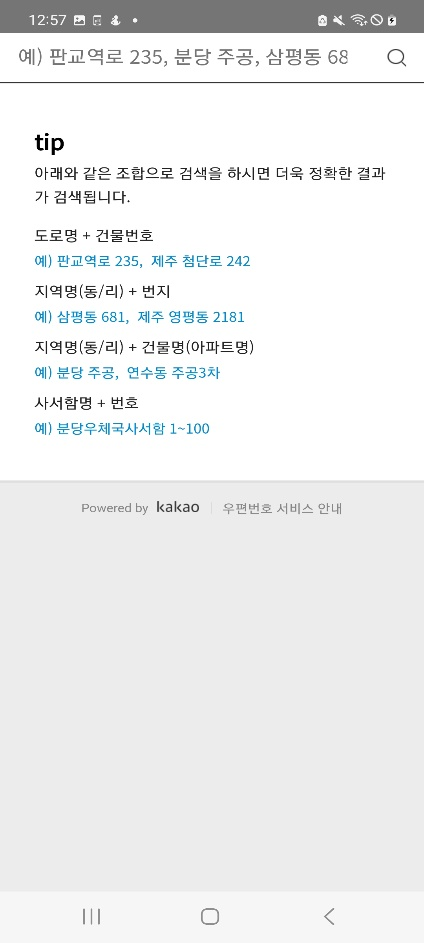 12:57
예) 판교역로 235, 분당 주공, 삼평동 68
tip
아래와 같은 조합으로 검색을 하시면 더욱 정확한 결과
가 검색됩니다.
도로명 + 건물번호
예) 판교역로 235, 제주 첨단로 242
지역명(동/리) + 번지
예) 삼평동 681, 제주 영평동 2181
지역명(동/리) + 건물명(아파트명)
예) 분당 주공, 연수동 주공3차
사서함명 + 번호
예) 분당우체국사서함 1~100
Powered by kakao 우편번호 서비스 안내